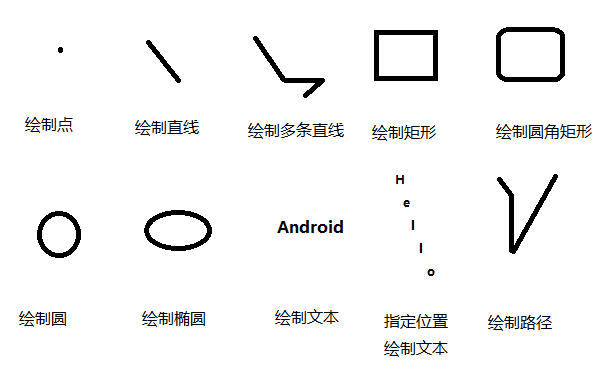 绘制点
绘制直线
绘制多条直线
绘制矩形
绘制圆角矩形
Android
H
e
l
l
o
绘制圆
绘制椭圆
绘制文本
指定位置
绘制文本
绘制路径